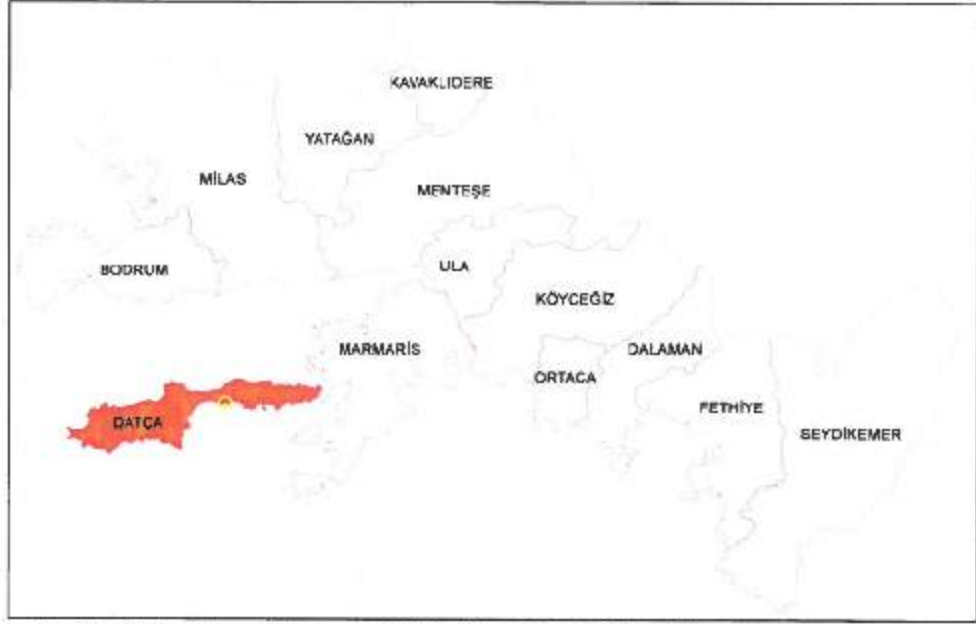 KAVAKLIDERE
YATAĞAN
MİLAS
MENTEŞE
BODRUM
ULA
KÖYCEĞİZ
MARMARİS
DALAMAN
ORTACA
FETHİYE
DATÇA
SEYDİKEMER